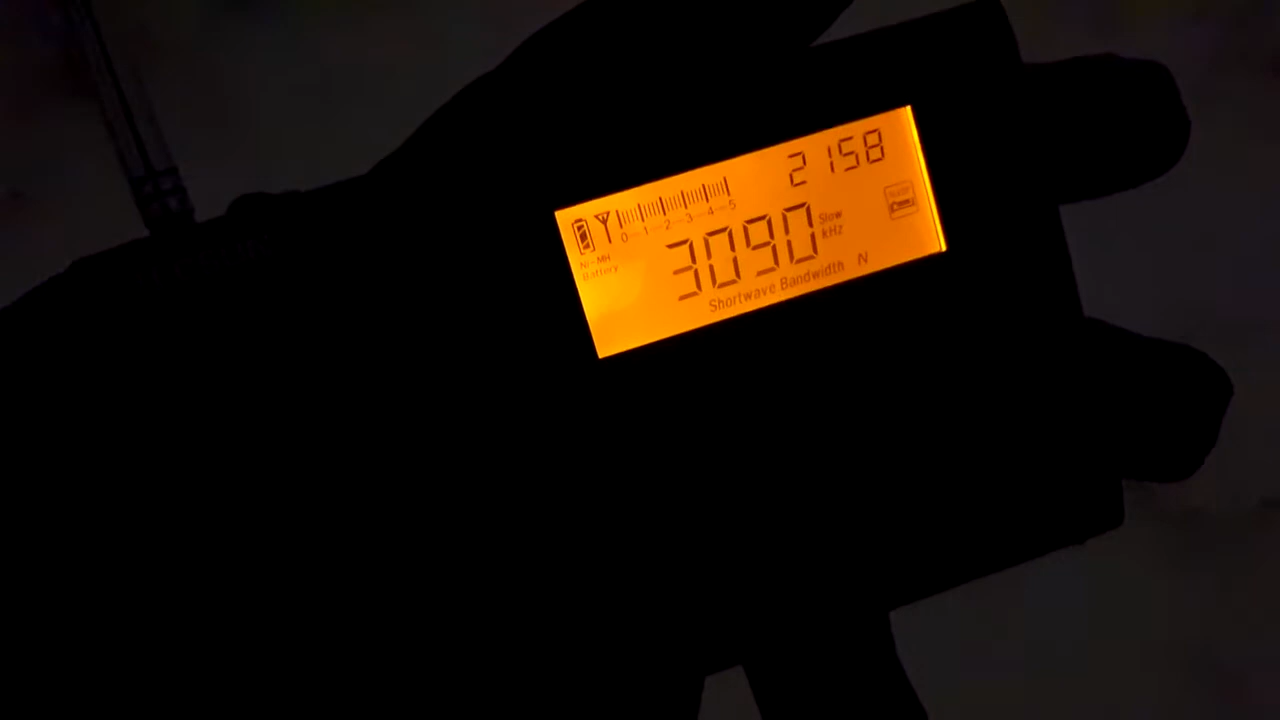 2158
0 1 2 3 4 5
Ni-MH
Battery
3090
Slow
kHz
Shortwave Bandwidth N